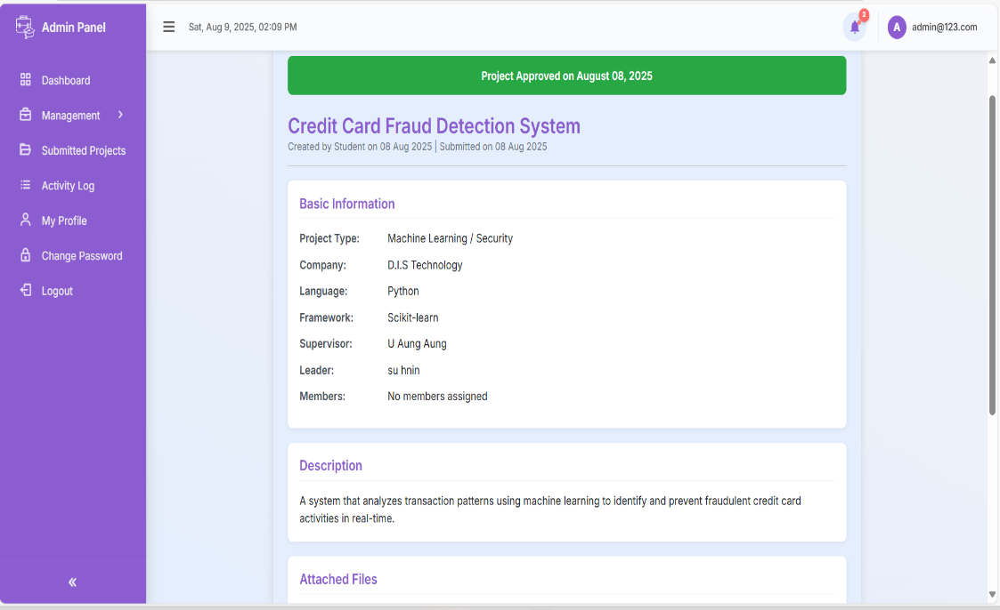 Admin Panel
Sat, Aug 9, 2025, 02:09 PM
2
A
admin@123.com
Dashboard
Management
Submitted Projects
Activity Log
My Profile
Change Password
Logout
Project Approved on August 08, 2025
Credit Card Fraud Detection System
Created by Student on 08 Aug 2025 | Submitted on 08 Aug 2025
Basic Information
Project Type: Machine Learning / Security
Company: D.I.S Technology
Language: Python
Framework: Scikit-learn
Supervisor: U Aung Aung
Leader: su hnin
Members: No members assigned
Description
A system that analyzes transaction patterns using machine learning to identify and prevent fraudulent credit card
activities in real-time.
Attached Files